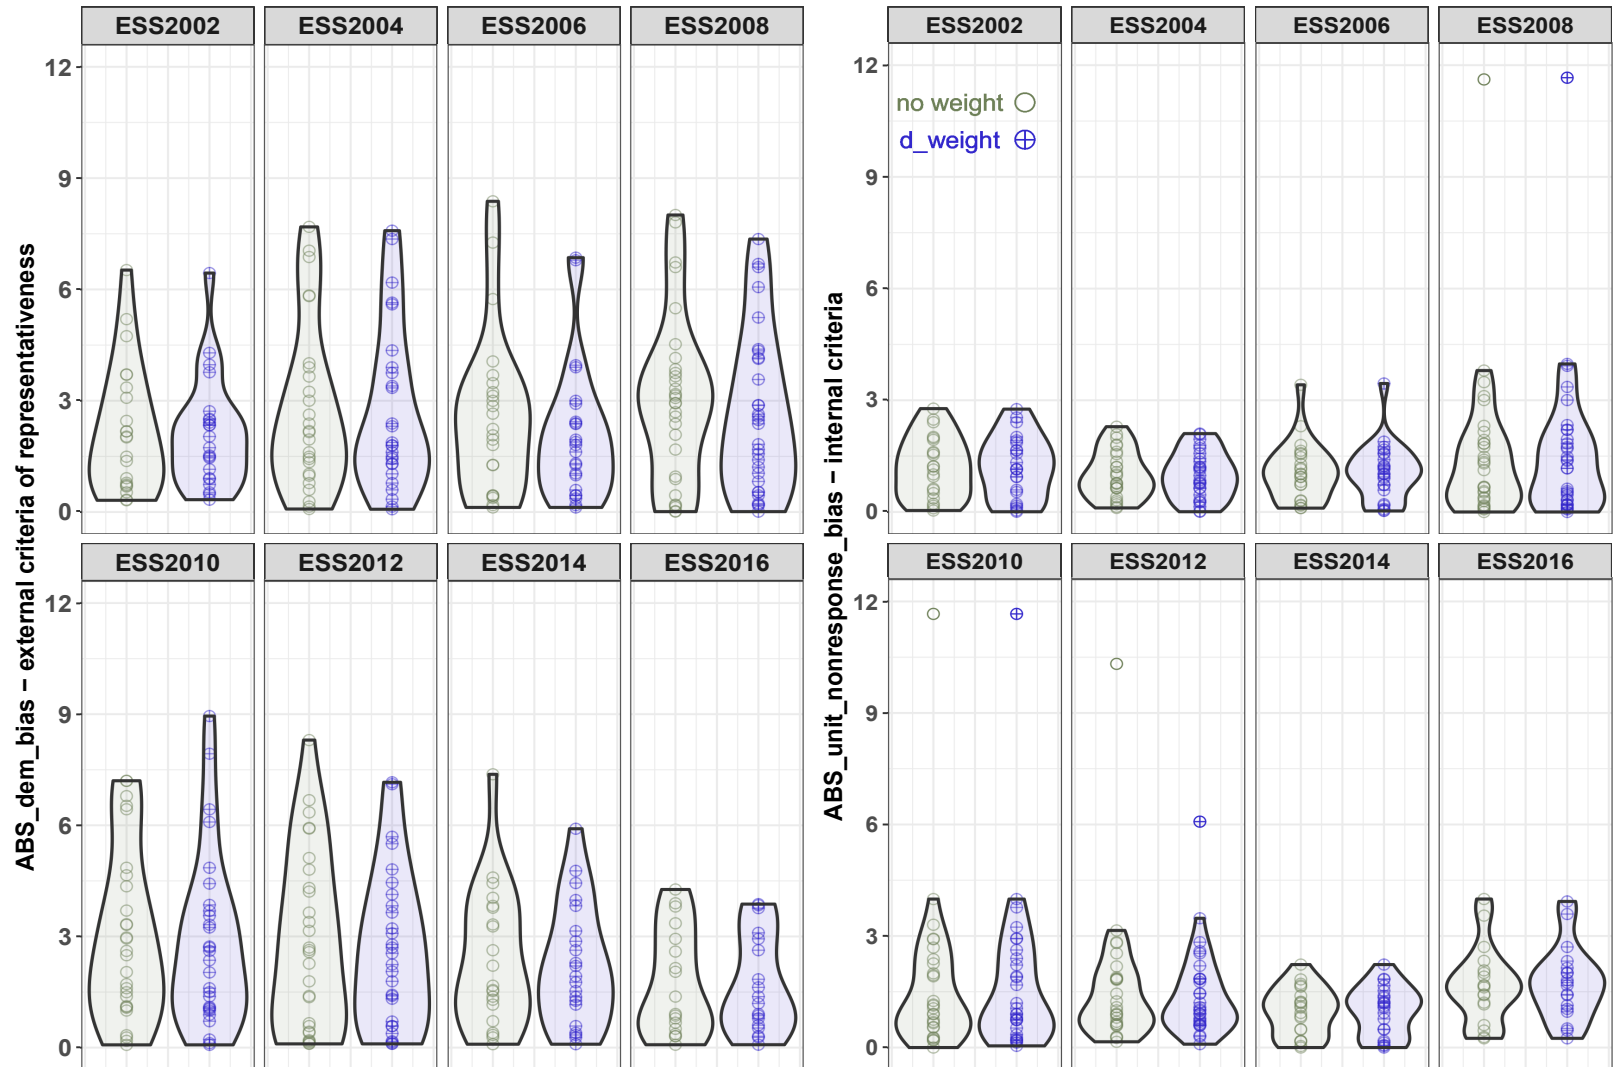 ESS2002 ESS2004 ESS2006 ESS2008
12
9
6
3
0
ESS2010 ESS2012 ESS2014 ESS2016
12
9
6
3
0
ABS_dem_bias – external criteria of representativeness
ESS2002 ESS2004 ESS2006 ESS2008
12
9
6
3
0
no weight
d_weight
ESS2010 ESS2012 ESS2014 ESS2016
12
9
6
3
0
ABS_unit_nonresponse_bias – internal criteria